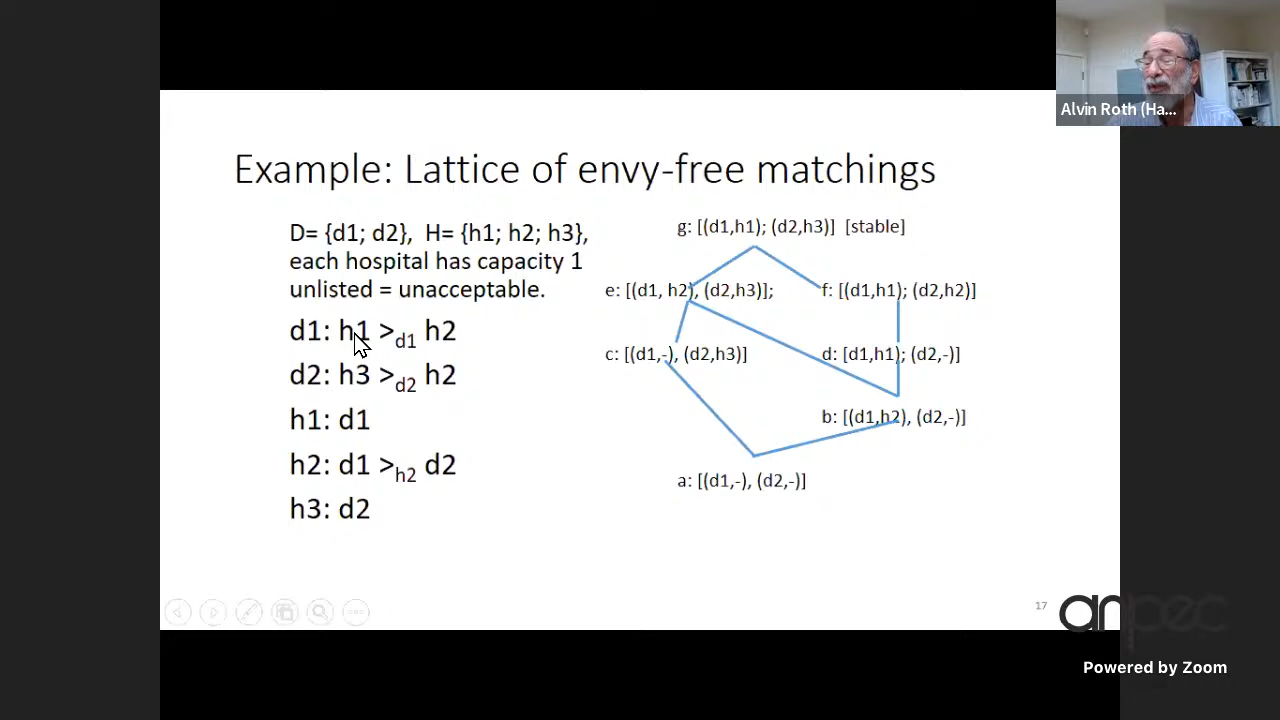 Alvin Roth (Ha...
Example: Lattice of envy-free matchings
D= {d1; d2},  H= {h1; h2; h3},
each hospital has capacity 1
unlisted = unacceptable.
d1: h1 >d1 h2
d2: h3 >d2 h2
h1: d1
h2: d1 >h2 d2
h3: d2
g: [(d1,h1); (d2,h3)]  [stable]
e: [(d1, h2), (d2,h3)];
f: [(d1,h1); (d2,h2)]
c: [(d1,-), (d2,h3)]
d: [d1,h1); (d2,-)]
b: [(d1,h2), (d2,-)]
a: [(d1,-), (d2,-)]
17
anpec
Powered by Zoom